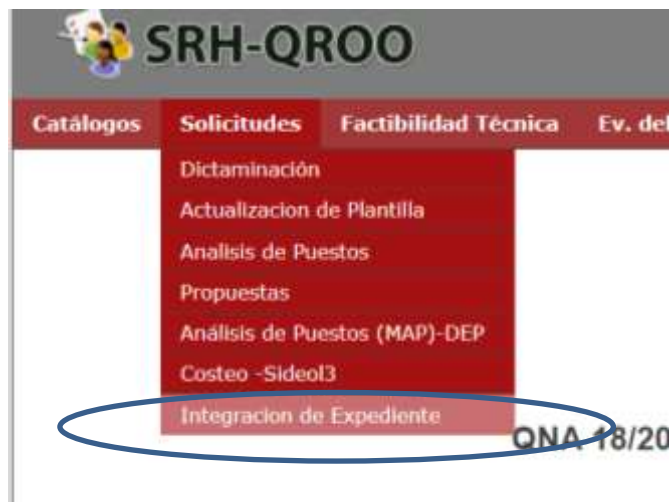 SRH-QROO
Catálogos Solicitudes Factibilidad Técnica Ev. del
Dictaminación
Actualizacion de Plantilla
Analisis de Puestos
Propuestas
Análisis de Puestos (MAP)-DEP
Costeo -Sideol3
Integracion de Expediente
QNA 18/20